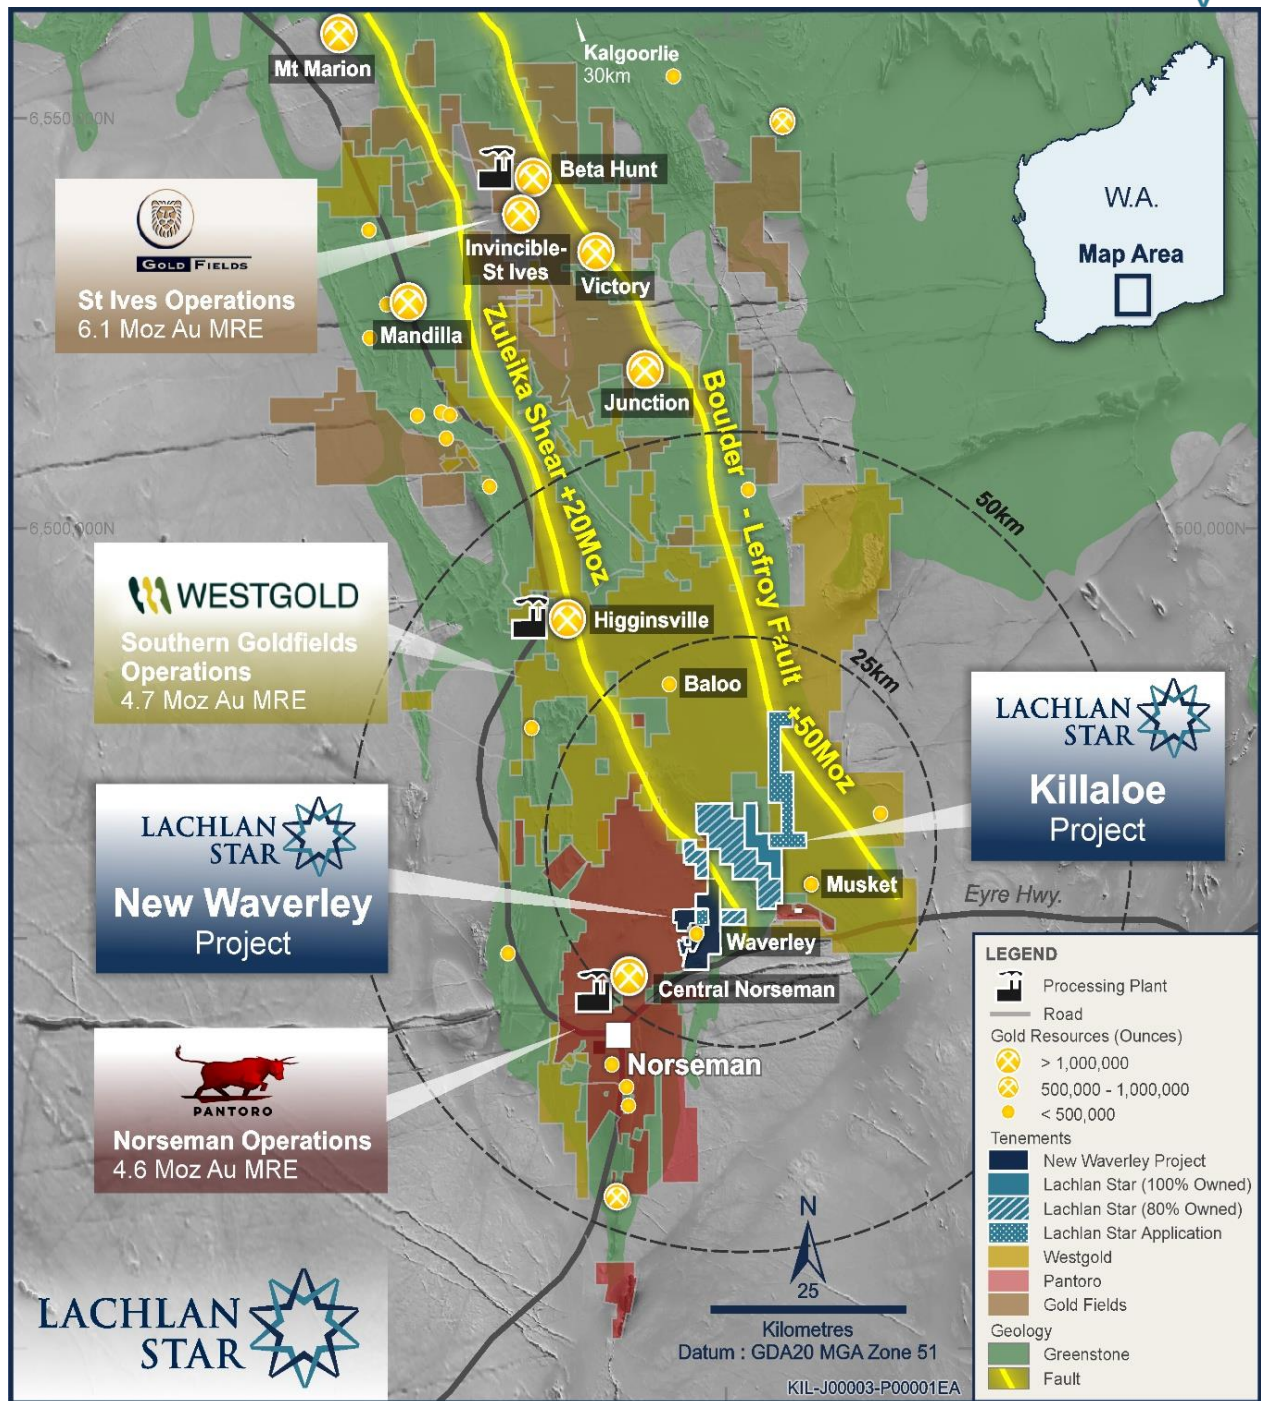 Kalgoorlie
30km
Mt Marion
6,550,000N
Beta Hunt
W.A.
Map Area
GOLD FIELDS
St Ives Operations
6.1 Moz Au MRE
Invincible-
St Ives
Victory
Mandilla
Zuleika Shear +20Moz
Junction
Boulder - Lefroy Fault +50Moz
50km
6,500,000N
500,000N
WESTGOLD
Southern Goldfields
Operations
4.7 Moz Au MRE
Higginsville
25km
Baloo
LACHLAN
STAR
Killaloe
Project
LACHLAN
STAR
New Waverley
Project
Musket
Eyre Hwy.
Waverley
Central Norseman
Norseman
PANTORO
Norseman Operations
4.6 Moz Au MRE
LEGEND
Processing Plant
Road
Gold Resources (Ounces)
> 1,000,000
500,000 - 1,000,000
< 500,000
Tenements
New Waverley Project
Lachlan Star (100% Owned)
Lachlan Star (80% Owned)
Lachlan Star Application
Westgold
Pantoro
Gold Fields
Geology
Greenstone
Fault
N
25
Kilometres
Datum : GDA20 MGA Zone 51
KIL-J00003-P00001EA
LACHLAN
STAR